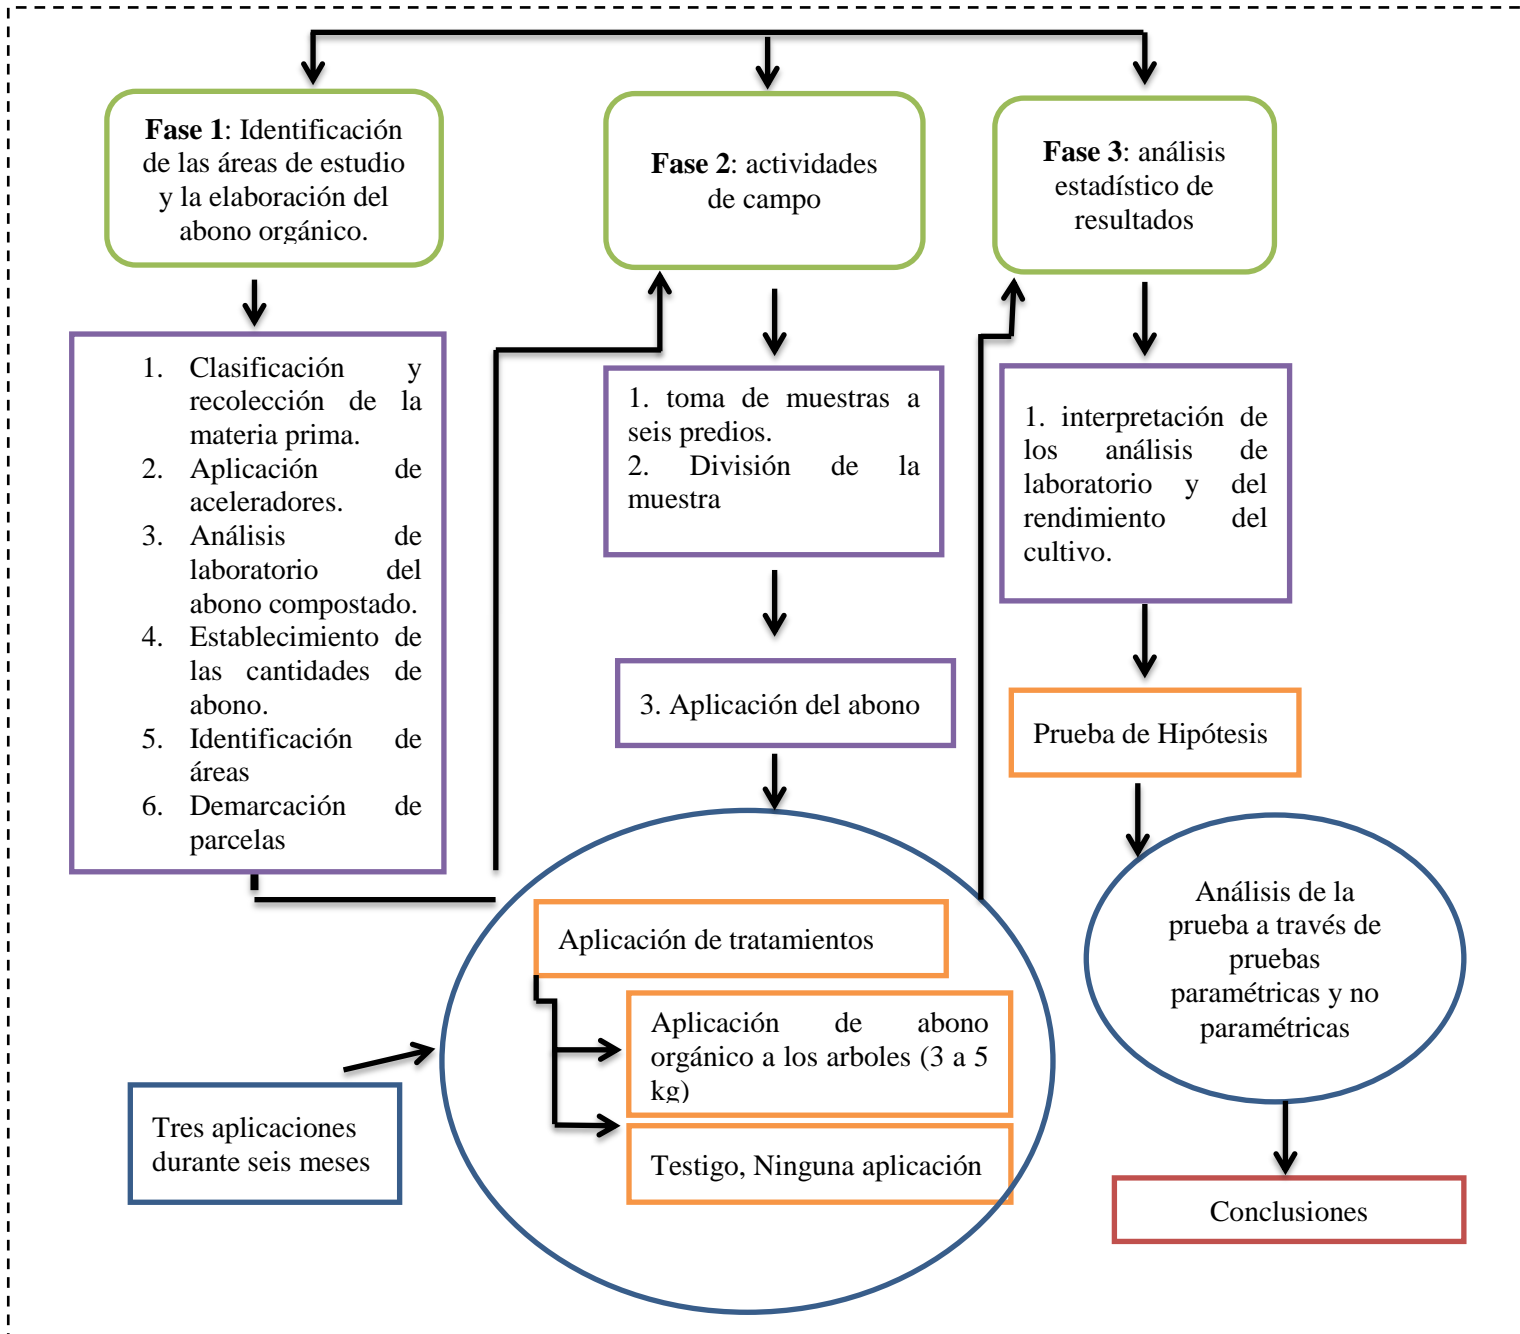 Fase 1: Identificación
de las áreas de estudio
y la elaboración del
abono orgánico.
1. Clasificación y
recolección de la
materia prima.
2. Aplicación de
aceleradores.
3. Análisis de
laboratorio del
abono compostado.
4. Establecimiento de
las cantidades de
abono.
5. Identificación de
áreas
6. Demarcación de
parcelas
Fase 2: actividades
de campo
1. toma de muestras a
seis predios.
2. División de la
muestra
3. Aplicación del abono
Aplicación de tratamientos
Aplicación de abono
orgánico a los arboles (3 a 5
kg)
Testigo, Ninguna aplicación
Tres aplicaciones
durante seis meses
Fase 3: análisis
estadístico de
resultados
1. interpretación de
los análisis de
laboratorio y del
rendimiento del
cultivo.
Prueba de Hipótesis
Análisis de la
prueba a través de
pruebas
paramétricas y no
paramétricas
Conclusiones